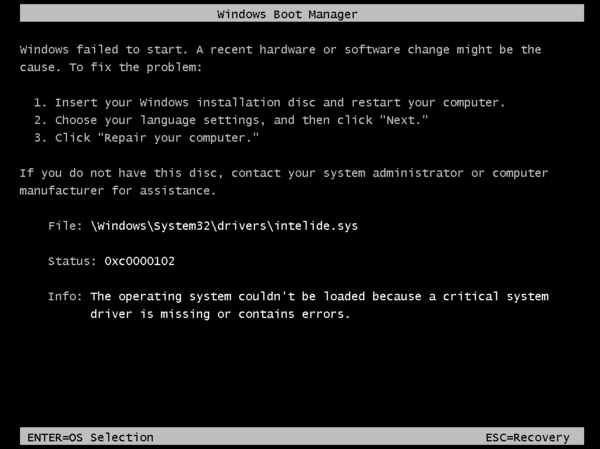 Windows Boot Manager
Windows failed to start. A recent hardware or software change might be the
cause. To fix the problem:
1. Insert your Windows installation disc and restart your computer.
2. Choose your language settings, and then click "Next."
3. Click "Repair your computer."
If you do not have this disc, contact your system administrator or computer
manufacturer for assistance.
File: \Windows\System32\drivers\intelide.sys
Status: 0xc0000102
Info: The operating system couldn't be loaded because a critical system
driver is missing or contains errors.
ENTER=OS Selection ESC=Recovery